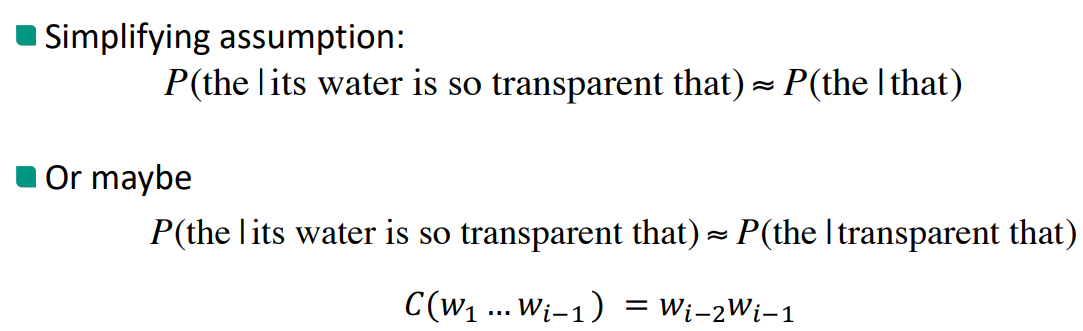 Simplifying assumption:
P(the | its water is so transparent that) ≈ P(the | that)
Or maybe
P(the | its water is so transparent that) ≈ P(the | transparent that)
C(w₁ … wᵢ₋₁) = wᵢ₋₂wᵢ₋₁